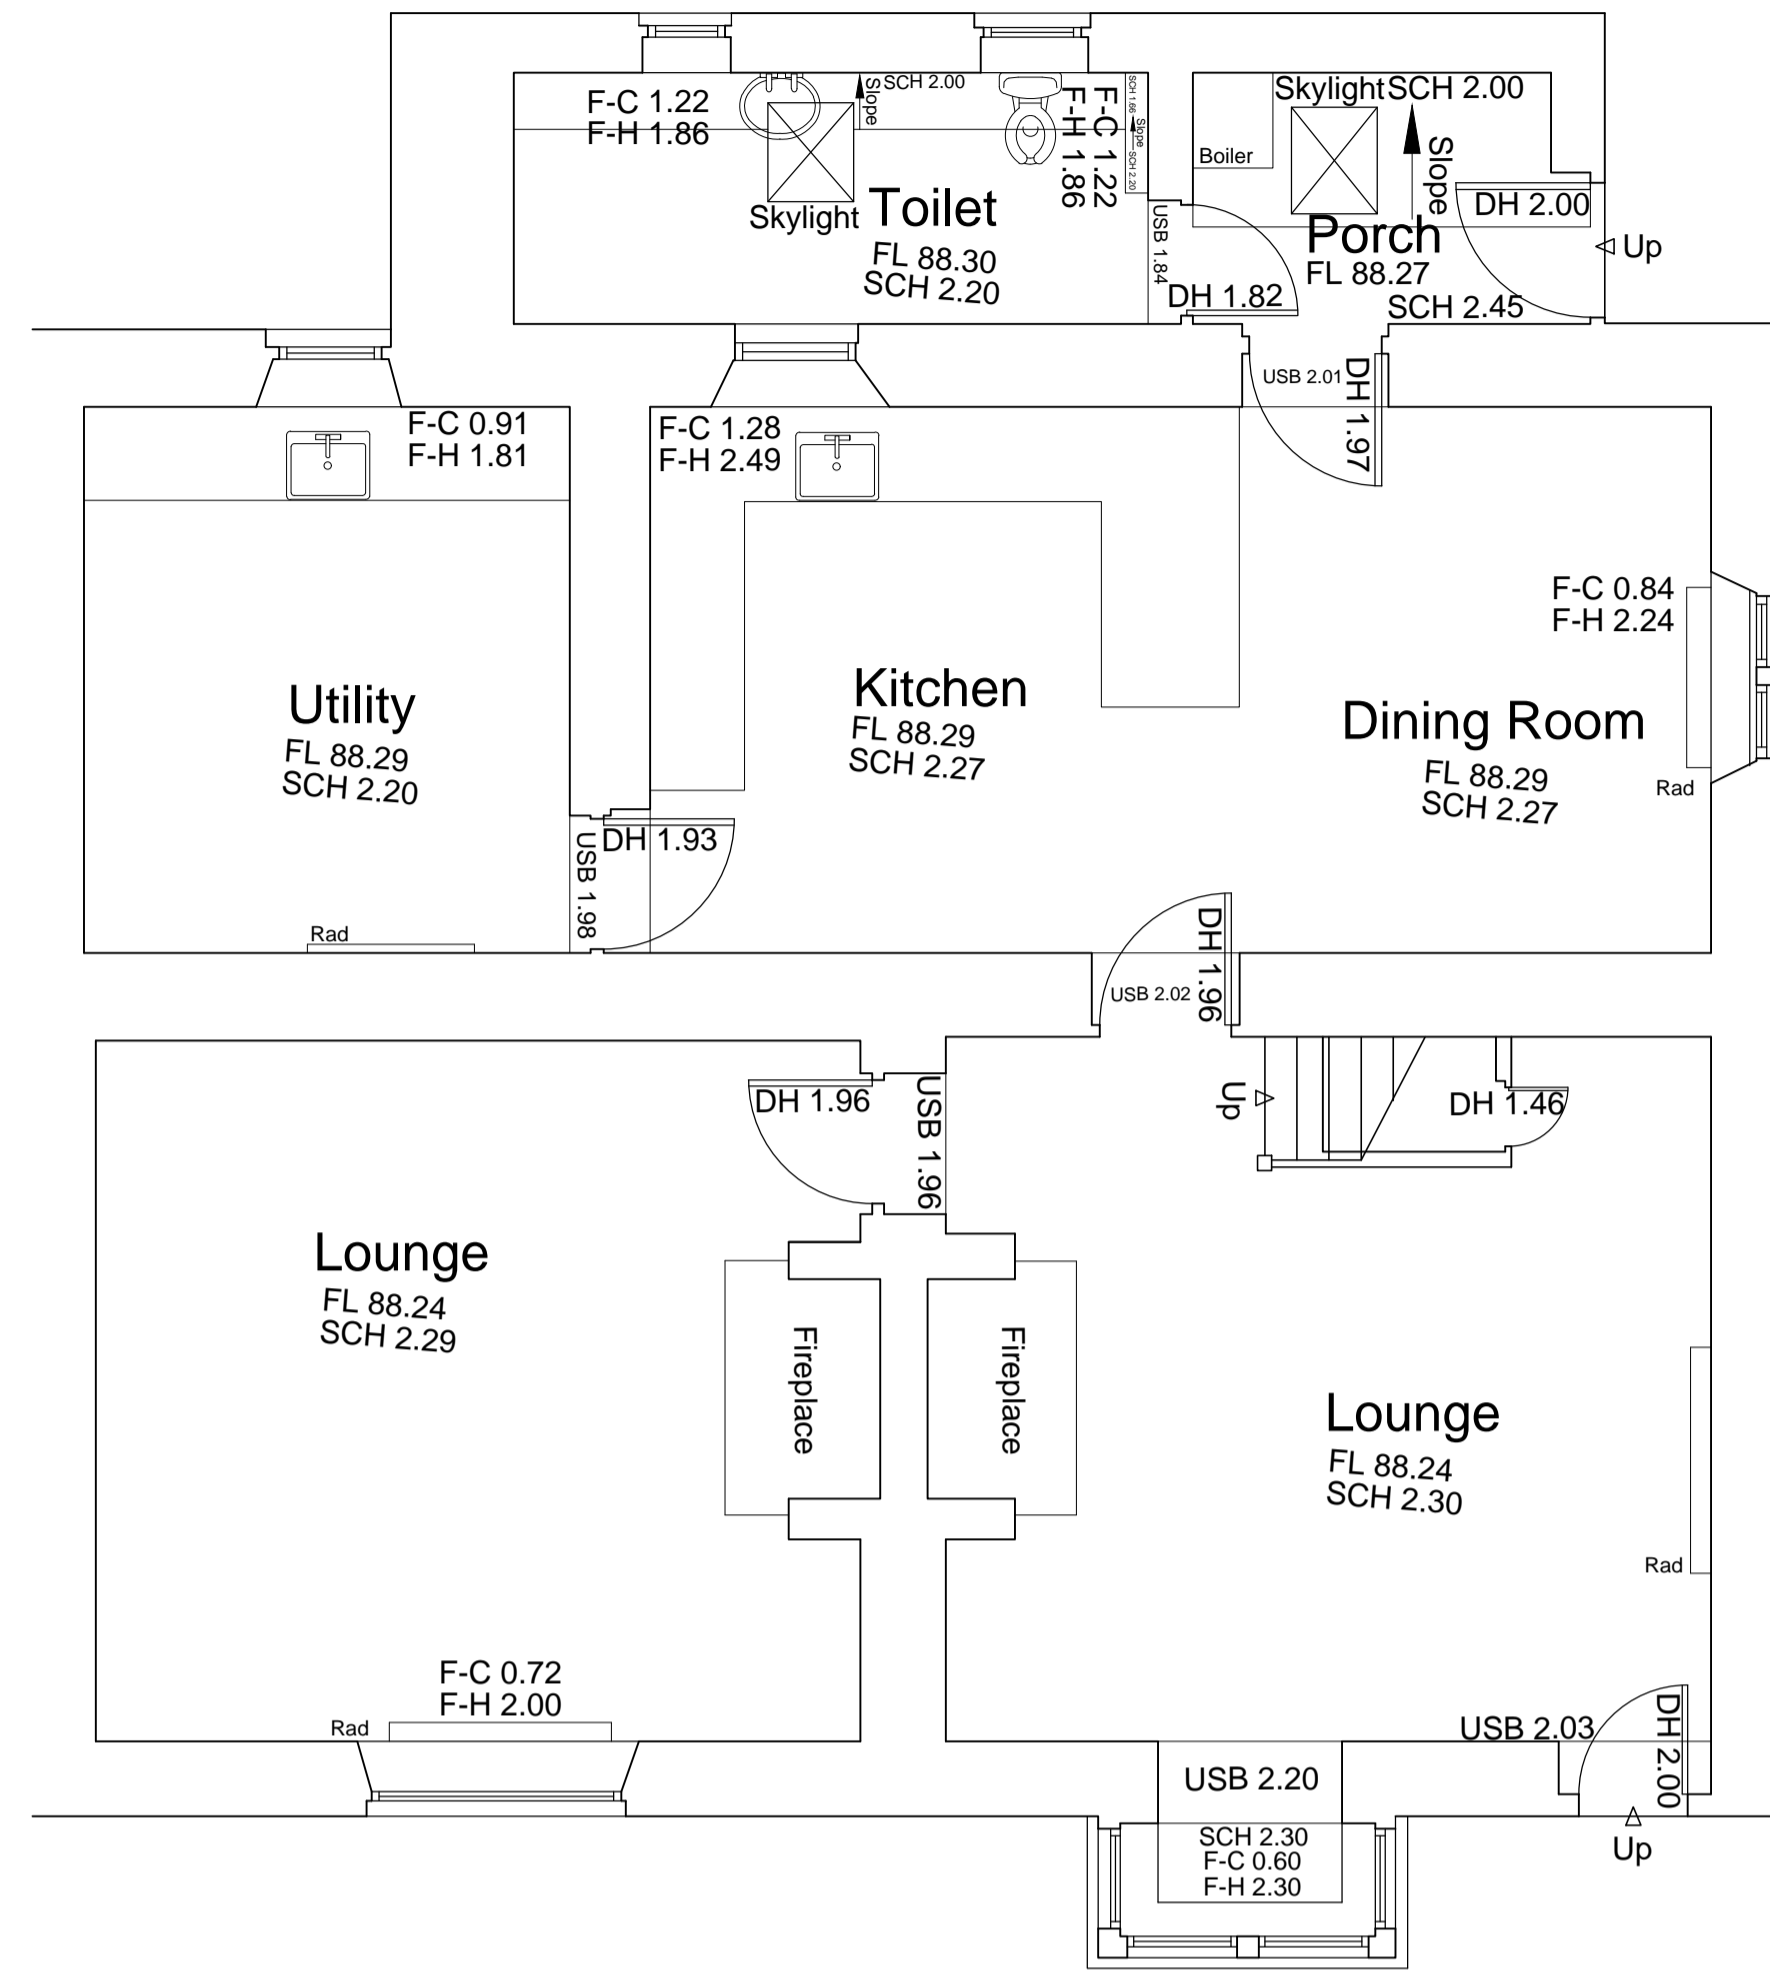 F-C 1.22
F-H 1.86
Slope
SCH 2.00
F-C 1.22
F-H 1.86
SCH 1.66
Slope
SCH 2.20
Skylight
Toilet
FL 88.30
SCH 2.20
USB 1.84
DH 1.82
Skylight
SCH 2.00
Boiler
Slope
Porch
FL 88.27
SCH 2.45
DH 2.00
Up
USB 2.01
DH 1.97
F-C 0.91
F-H 1.81
F-C 1.28
F-H 2.49
F-C 0.84
F-H 2.24
Utility
FL 88.29
SCH 2.20
Kitchen
FL 88.29
SCH 2.27
Dining Room
FL 88.29
SCH 2.27
Rad
DH 1.93
USB 1.98
Rad
DH 1.96
USB 2.02
DH 1.96
USB 1.96
Up
DH 1.46
Lounge
FL 88.24
SCH 2.29
Fireplace
Fireplace
Lounge
FL 88.24
SCH 2.30
Rad
F-C 0.72
F-H 2.00
Rad
USB 2.03
DH 2.00
USB 2.20
SCH 2.30
F-C 0.60
F-H 2.30
Up